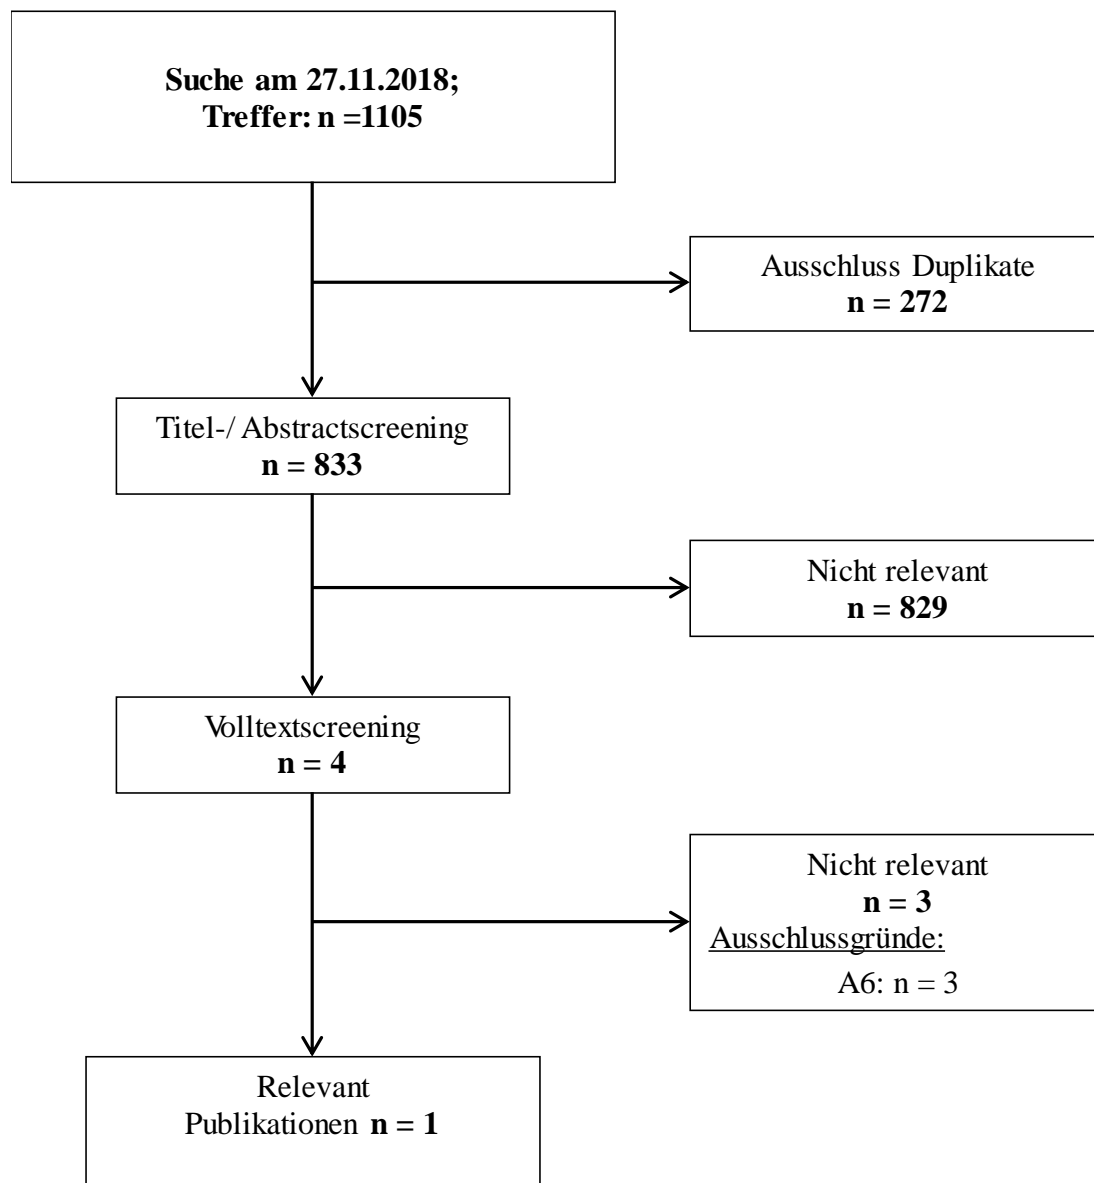 Suche am 27.11.2018;
Treffer: n =1105
Ausschluss Duplikate
n = 272
Titel-/ Abstractscreening
n = 833
Nicht relevant
n = 829
Volltextscreening
n = 4
Nicht relevant
n = 3
Ausschlussgründe:
A6: n = 3
Relevant
Publikationen n = 1